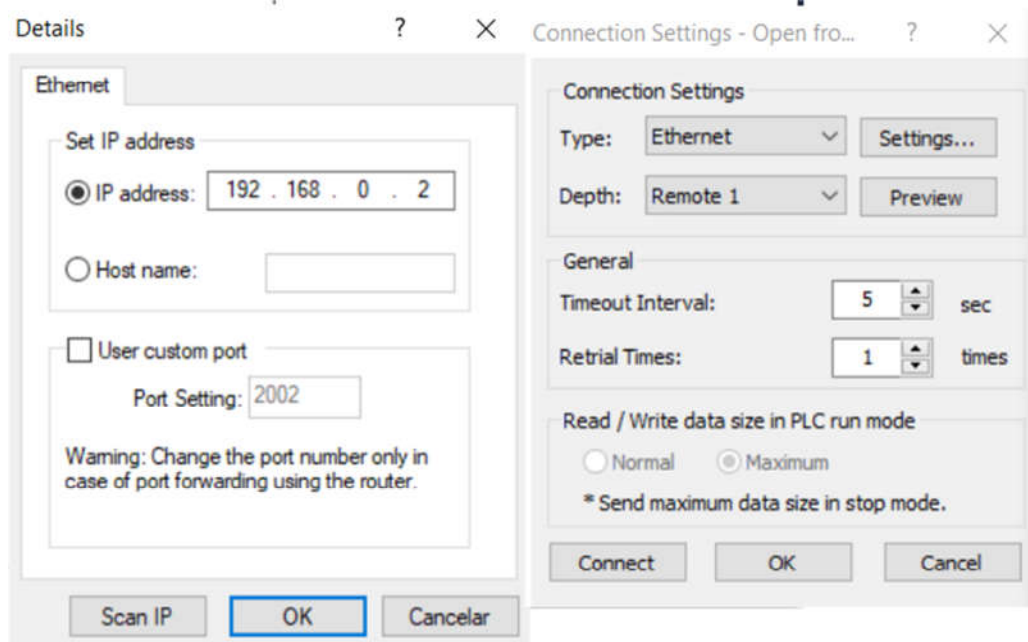 Details
Ethernet
Set IP address
IP address: 192 . 168 . 0 . 2
Host name:
User custom port
Port Setting: 2002
Warning: Change the port number only in
case of port forwarding using the router.
Scan IP OK Cancelar
Connection Settings - Open fro...
Connection Settings
Type: Ethernet Settings...
Depth: Remote 1 Preview
General
Timeout Interval: 5 sec
Retrial Times: 1 times
Read / Write data size in PLC run mode
Normal Maximum
* Send maximum data size in stop mode.
Connect OK Cancel